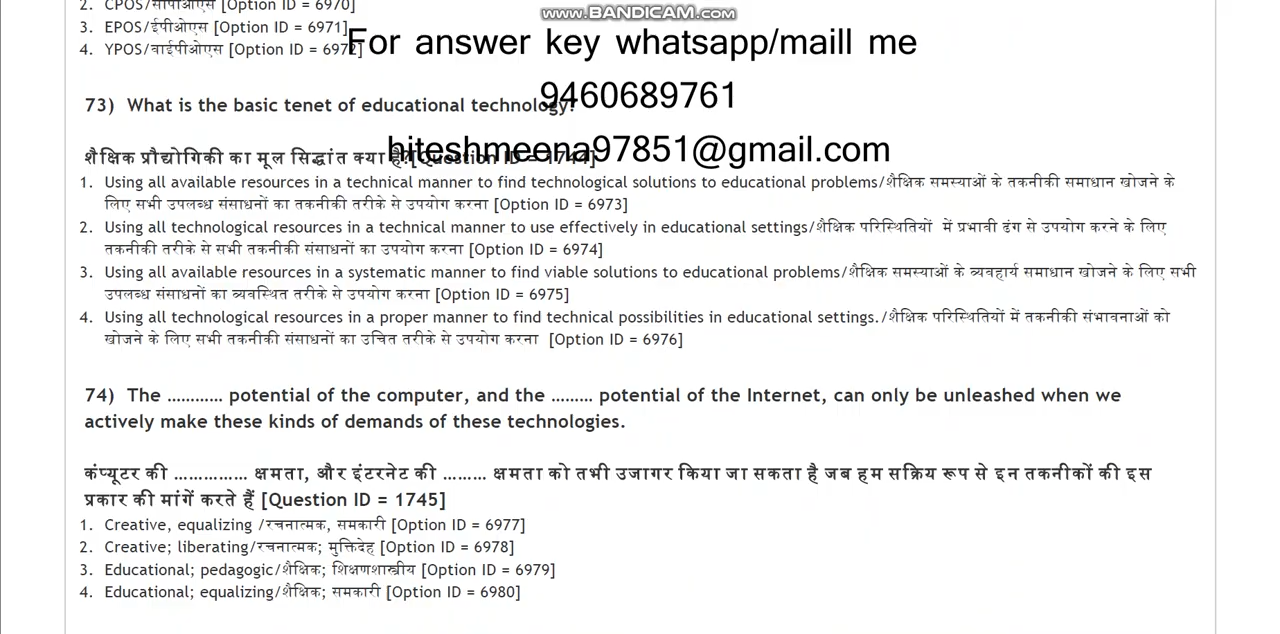 www.BANDICAM.com
2. CPOS/सीपीओएस [Option ID = 6970]
3. EPOS/ईपीओएस [Option ID = 6971]
4. YPOS/वाईपीओएस [Option ID = 6972]
For answer key whatsapp/maill me
9460689761
hiteshmeena97851@gmail.com
73) What is the basic tenet of educational technology?
शैक्षिक प्रौद्योगिकी का मूल सिद्धांत क्या है?[Question ID = 1744]
1. Using all available resources in a technical manner to find technological solutions to educational problems/शैक्षिक समस्याओं के तकनीकी समाधान खोजने के
लिए सभी उपलब्ध संसाधनों का तकनीकी तरीके से उपयोग करना [Option ID = 6973]
2. Using all technological resources in a technical manner to use effectively in educational settings/शैक्षिक परिस्थितियों में प्रभावी ढंग से उपयोग करने के लिए
तकनीकी तरीके से सभी तकनीकी संसाधनों का उपयोग करना [Option ID = 6974]
3. Using all available resources in a systematic manner to find viable solutions to educational problems/शैक्षिक समस्याओं के व्यवहार्य समाधान खोजने के लिए सभी
उपलब्ध संसाधनों का व्यवस्थित तरीके से उपयोग करना [Option ID = 6975]
4. Using all technological resources in a proper manner to find technical possibilities in educational settings./शैक्षिक परिस्थितियों में तकनीकी संभावनाओं को
खोजने के लिए सभी तकनीकी संसाधनों का उचित तरीके से उपयोग करना [Option ID = 6976]
74) The ............ potential of the computer, and the ......... potential of the Internet, can only be unleashed when we
actively make these kinds of demands of these technologies.
कंप्यूटर की ................ क्षमता, और इंटरनेट की ......... क्षमता को तभी उजागर किया जा सकता है जब हम सक्रिय रूप से इन तकनीकों की इस
प्रकार की मांगें करते हैं [Question ID = 1745]
1. Creative, equalizing /रचनात्मक, समकारी [Option ID = 6977]
2. Creative; liberating/रचनात्मक; मुक्तिदेह [Option ID = 6978]
3. Educational; pedagogic/शैक्षिक; शिक्षणशास्त्रीय [Option ID = 6979]
4. Educational; equalizing/शैक्षिक; समकारी [Option ID = 6980]